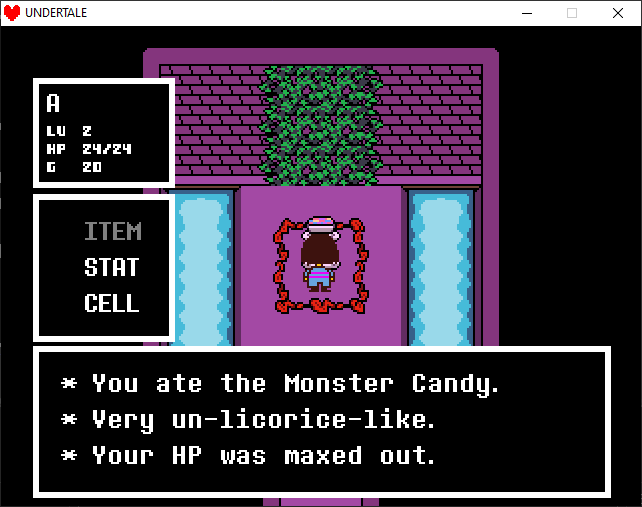 UNDERTALE
A
LV 2
HP 24/24
G 20
ITEM
STAT
CELL
* You ate the Monster Candy.
* Very un-licorice-like.
* Your HP was maxed out.